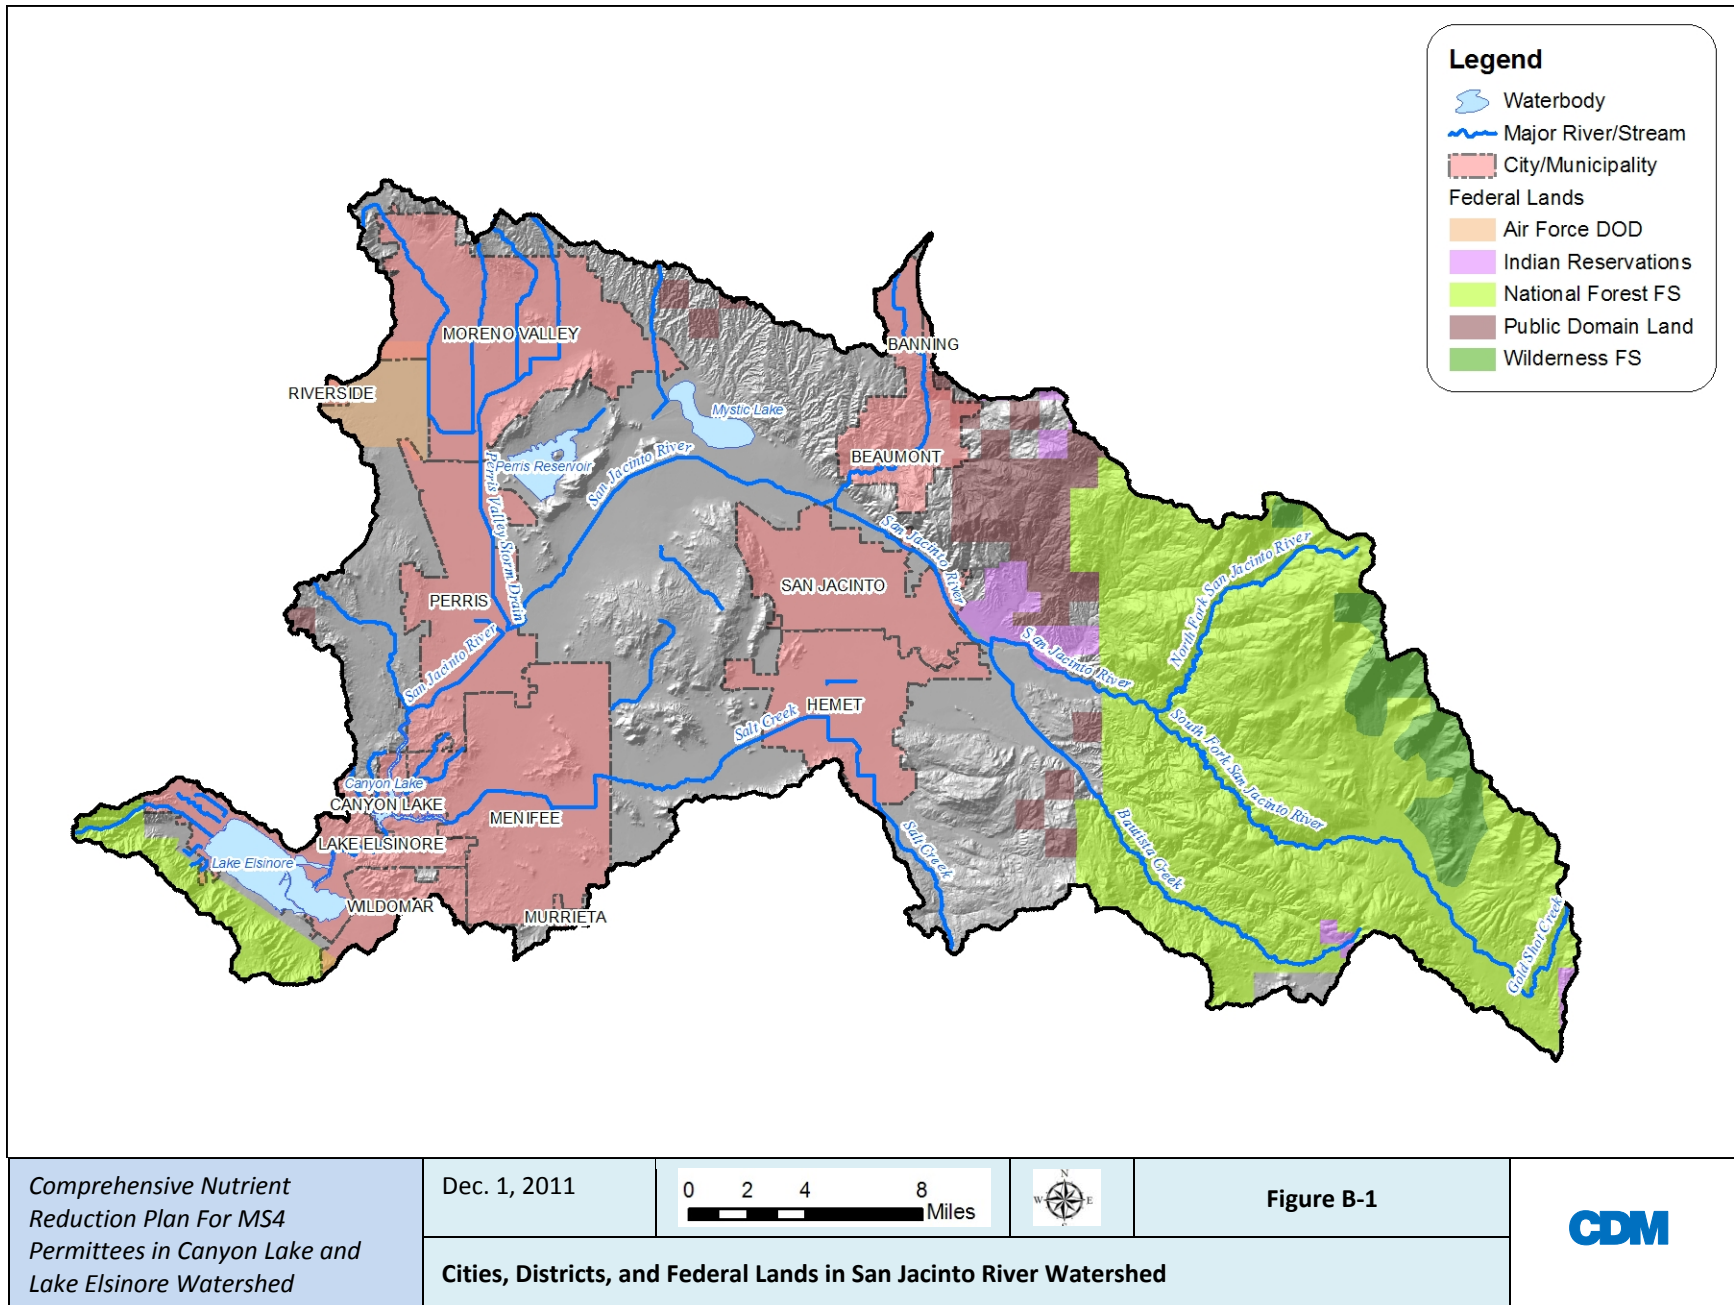 Legend
Waterbody
Major River/Stream
City/Municipality
Federal Lands
Air Force DOD
Indian Reservations
National Forest FS
Public Domain Land
Wilderness FS
MORENO VALLEY
BANNING
RIVERSIDE
Mystic Lake
Perris Reservoir
San Jacinto River
BEAUMONT
Perris Valley Storm Drain
San Jacinto River
North Fork San Jacinto River
SAN JACINTO
PERRIS
San Jacinto River
San Jacinto River
HEMET
Salt Creek
South Fork San Jacinto River
Canyon Lake
CANYON LAKE
MENIFEE
LAKE ELSINORE
Lake Elsinore
Salt Creek
Bautista Creek
WILDOMAR
MURRIETA
Gold Shot Creek
Comprehensive Nutrient
Reduction Plan For MS4
Permittees in Canyon Lake and
Lake Elsinore Watershed
Dec. 1, 2011
0 2 4 8
Miles
N
W E
S
Figure B-1
Cities, Districts, and Federal Lands in San Jacinto River Watershed
CDM